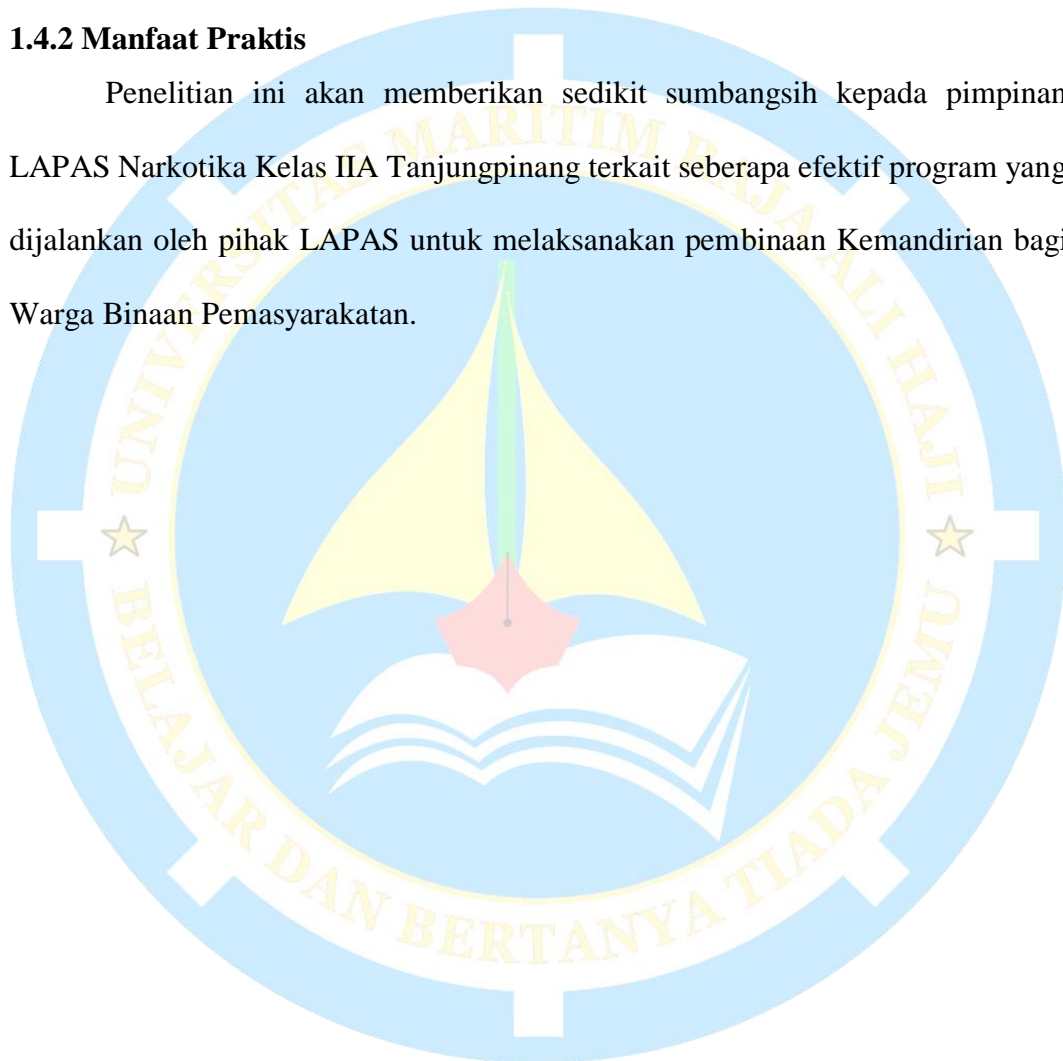 1.4.2 Manfaat Praktis
Penelitian ini akan memberikan sedikit sumbangsih kepada pimpinan
LAPAS Narkotika Kelas IIA Tanjungpinang terkait seberapa efektif program yang
dijalankan oleh pihak LAPAS untuk melaksanakan pembinaan Kemandirian bagi
Warga Binaan Pemasyarakatan.
UNIVERSITAS MARITIM RAJA ALI HAJI
BELAJAR DAN BERTANYA TIADA JEMU